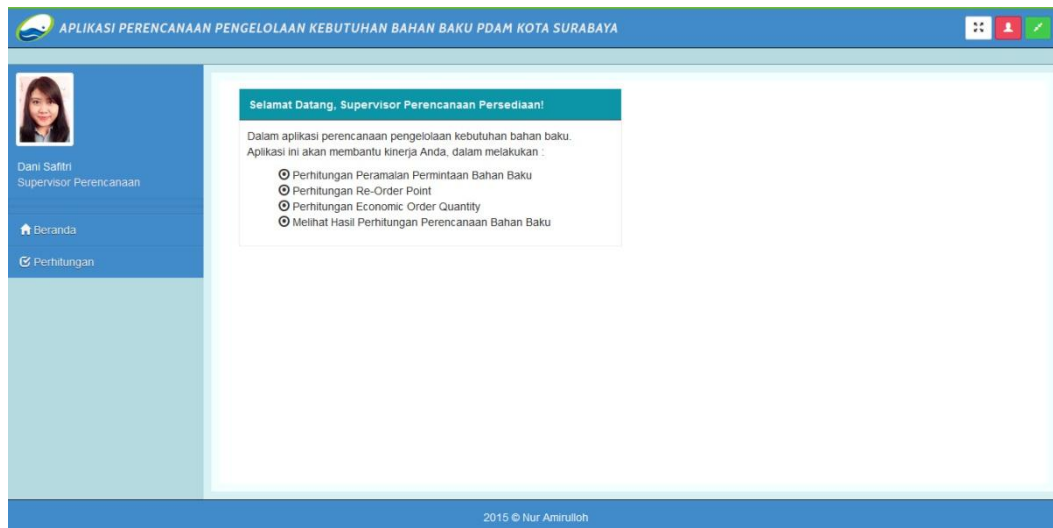 APLIKASI PERENCANAAN PENGELOLAAN KEBUTUHAN BAHAN BAKU PDAM KOTA SURABAYA
Dani Safitri
Supervisor Perencanaan
Beranda
Perhitungan
Selamat Datang, Supervisor Perencanaan Persediaan!
Dalam aplikasi perencanaan pengelolaan kebutuhan bahan baku.
Aplikasi ini akan membantu kinerja Anda, dalam melakukan :
Perhitungan Peramalan Permintaan Bahan Baku
Perhitungan Re-Order Point
Perhitungan Economic Order Quantity
Melihat Hasil Perhitungan Perencanaan Bahan Baku
2015 © Nur Amirulloh